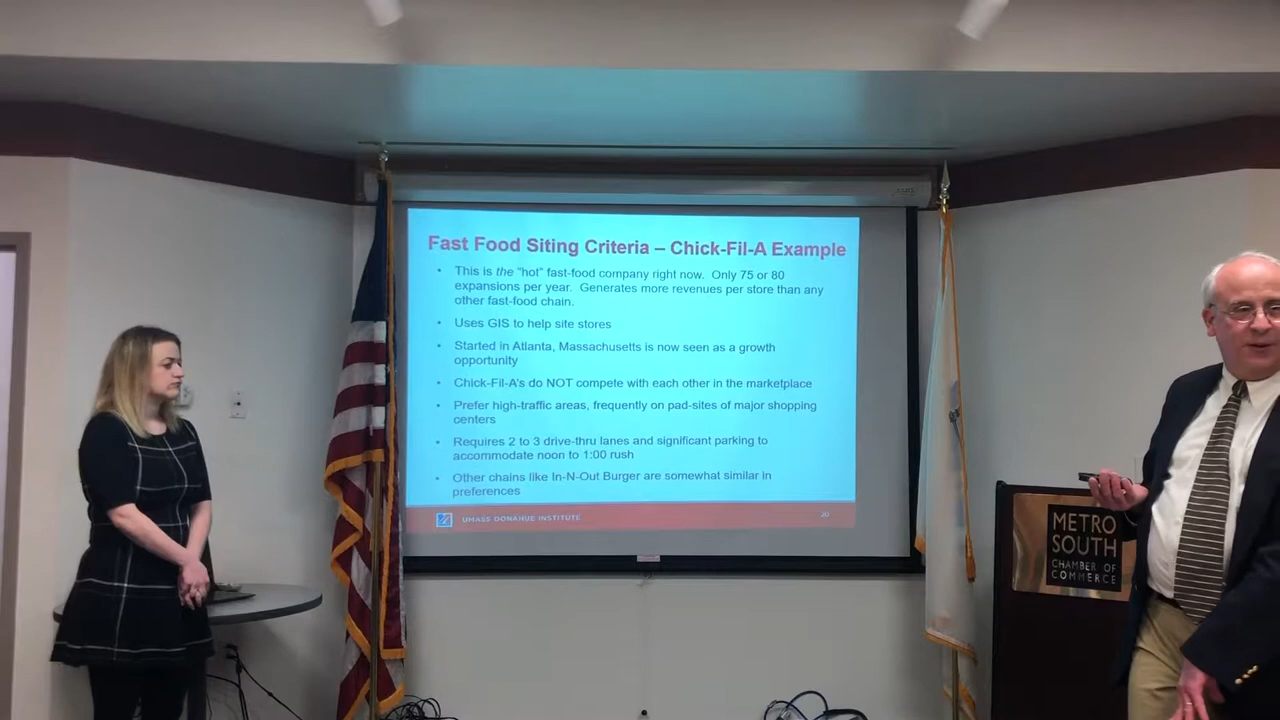 Fast Food Siting Criteria – Chick-Fil-A Example
• This is the "hot" fast-food company right now. Only 75 or 80
expansions per year. Generates more revenues per store than any
other fast-food chain.
• Uses GIS to help site stores
• Started in Atlanta, Massachusetts is now seen as a growth
opportunity
• Chick-Fil-A's do NOT compete with each other in the marketplace
• Prefer high-traffic areas, frequently on pad-sites of major shopping
centers
• Requires 2 to 3 drive-thru lanes and significant parking to
accommodate noon to 1:00 rush
• Other chains like In-N-Out Burger are somewhat similar in
preferences
UMASS DONAHUE INSTITUTE
METRO
SOUTH
CHAMBER OF
COMMERCE